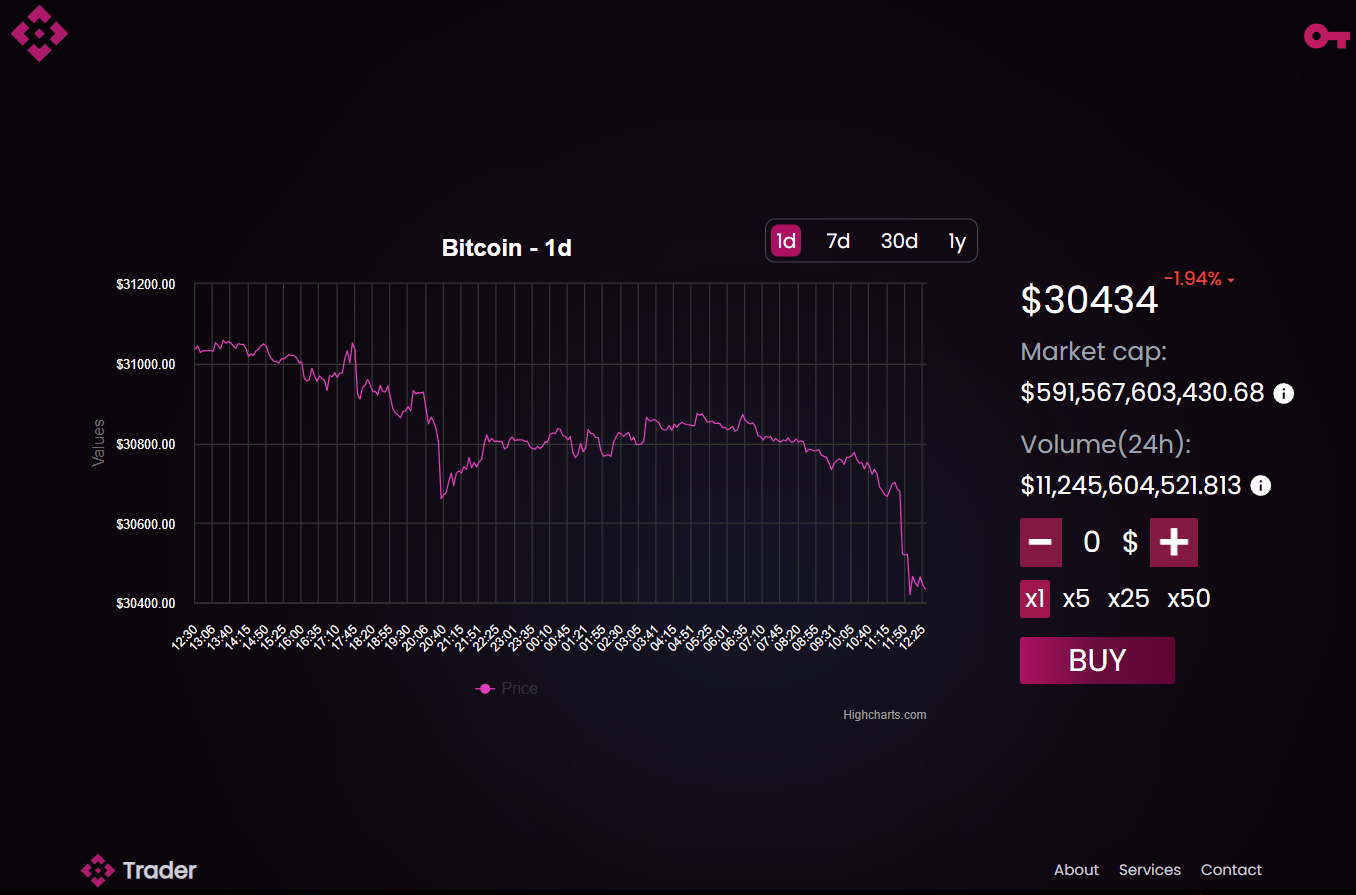 Bitcoin - 1d
1d 7d 30d 1y
$31200.00
$31000.00
$30800.00
$30600.00
$30400.00
Values
12:30 13:06 13:40 14:15 14:50 15:25 16:00 16:35 17:10 17:45 18:20 18:55 19:30 20:06 20:40 21:15 21:51 22:25 23:01 23:35 00:10 00:45 01:21 01:55 02:30 03:05 03:41 04:15 04:51 05:25 06:01 06:35 07:10 07:45 08:20 08:55 09:31 10:05 10:40 11:15 11:50 12:25
Price
Highcharts.com
$30434
-1.94%
Market cap:
$591,567,603,430.68
Volume(24h):
$11,245,604,521.813
0 $
x1 x5 x25 x50
BUY
Trader
About Services Contact